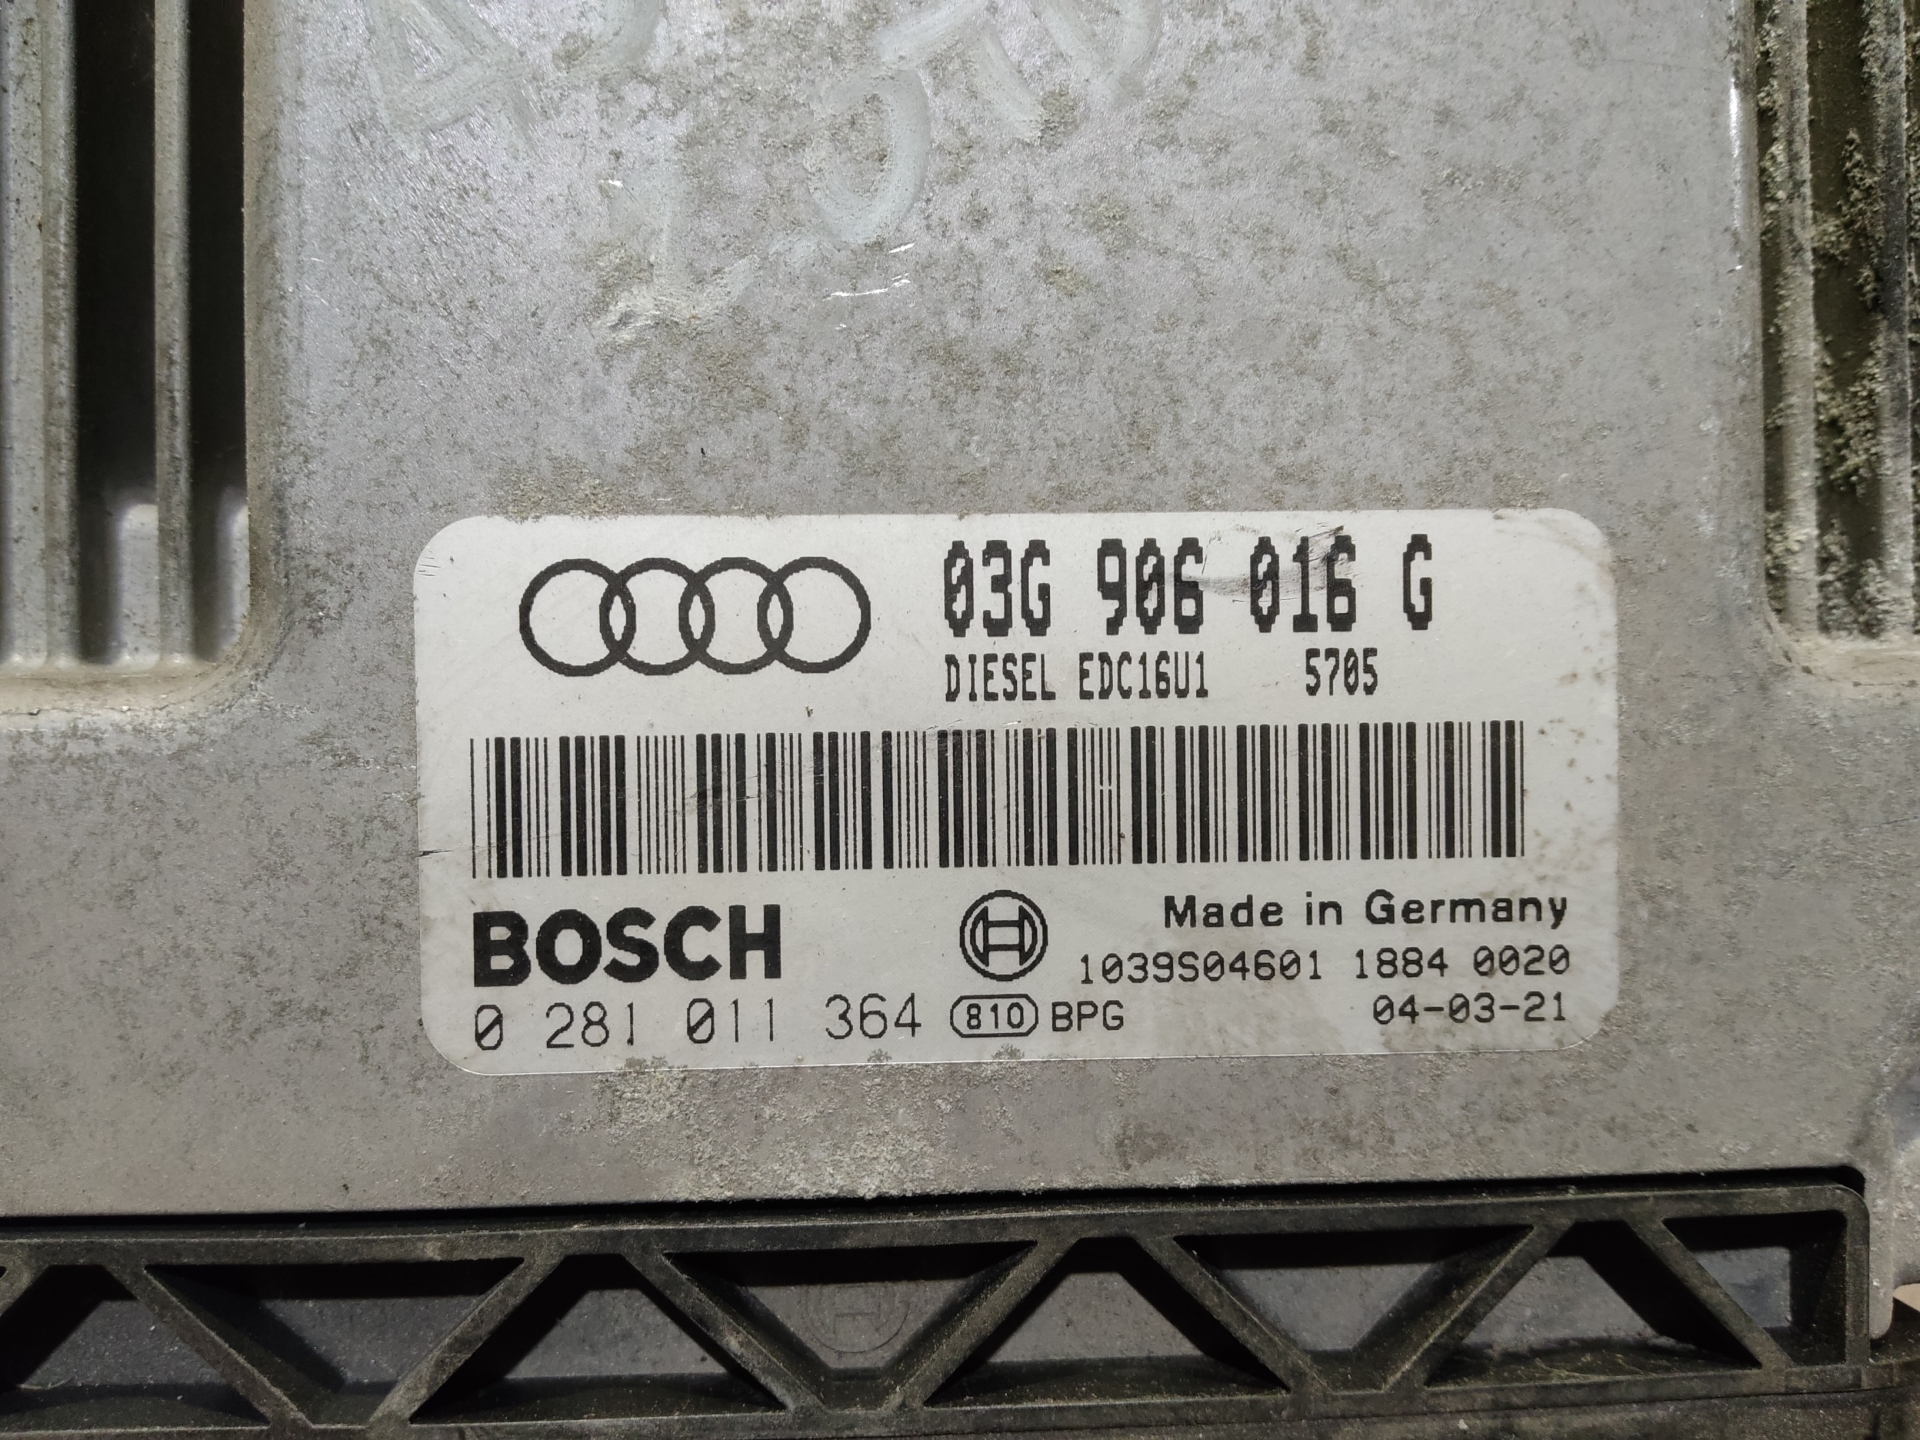 03G 906 016 G
DIESEL EDC16U1 5705
BOSCH
Made in Germany
1039S04601 1884 0020
0 281 011 364 810 BPG 04-03-21